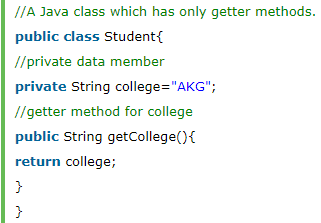 //A Java class which has only getter methods.
public class Student{
//private data member
private String college="AKG";
//getter method for college
public String getCollege(){
return college;
}
}